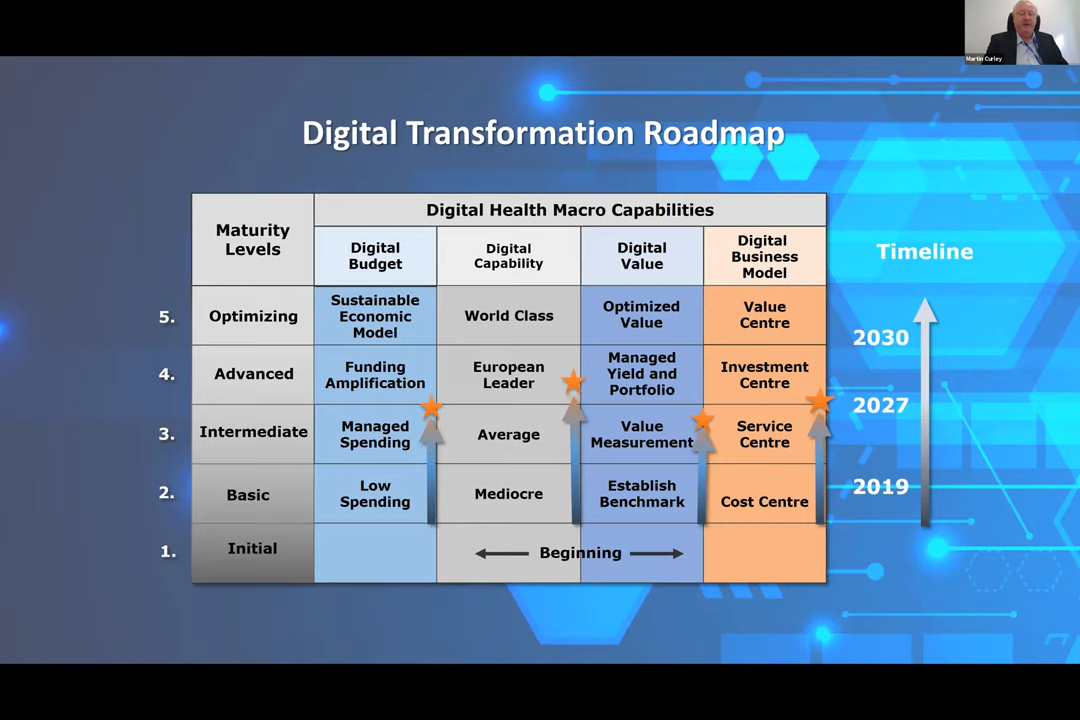 Martin Curley
Digital Transformation Roadmap
Maturity
Levels
Digital Health Macro Capabilities
Digital
Budget
Digital
Capability
Digital
Value
Digital
Business
Model
Timeline
5.
Optimizing
Sustainable
Economic
Model
World Class
Optimized
Value
Value
Centre
2030
4.
Advanced
Funding
Amplification
European
Leader
Managed
Yield and
Portfolio
Investment
Centre
2027
3.
Intermediate
Managed
Spending
Average
Value
Measurement
Service
Centre
2.
Basic
Low
Spending
Mediocre
Establish
Benchmark
Cost Centre
2019
1.
Initial
Beginning